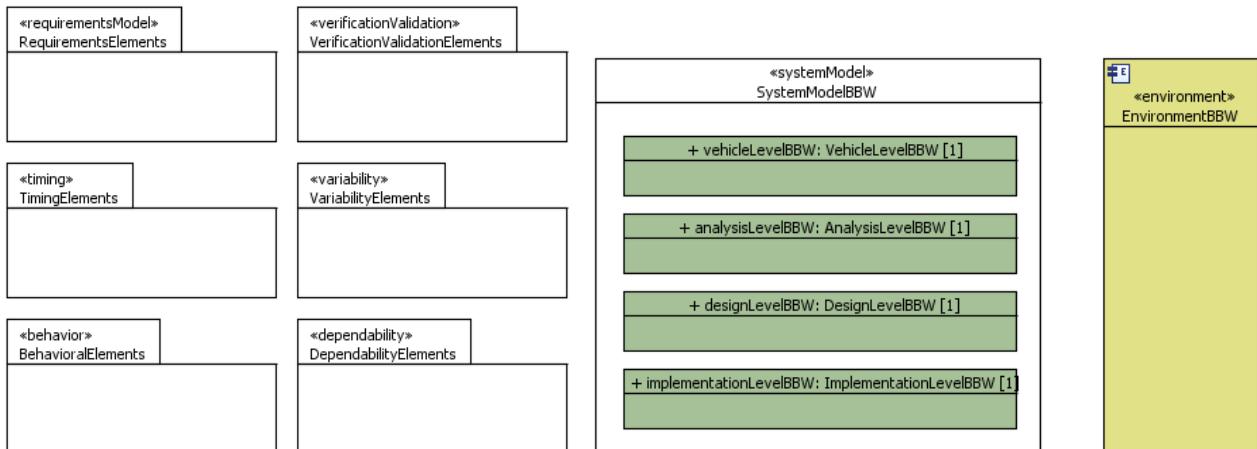 «requirementsModel»
RequirementsElements
«verificationValidation»
VerificationValidationElements
«timing»
TimingElements
«variability»
VariabilityElements
«behavior»
BehavioralElements
«dependability»
DependabilityElements
«systemModel»
SystemModelBBW
+ vehicleLevelBBW: VehicleLevelBBW [1]
+ analysisLevelBBW: AnalysisLevelBBW [1]
+ designLevelBBW: DesignLevelBBW [1]
+ implementationLevelBBW: ImplementationLevelBBW [1]
E
«environment»
EnvironmentBBW